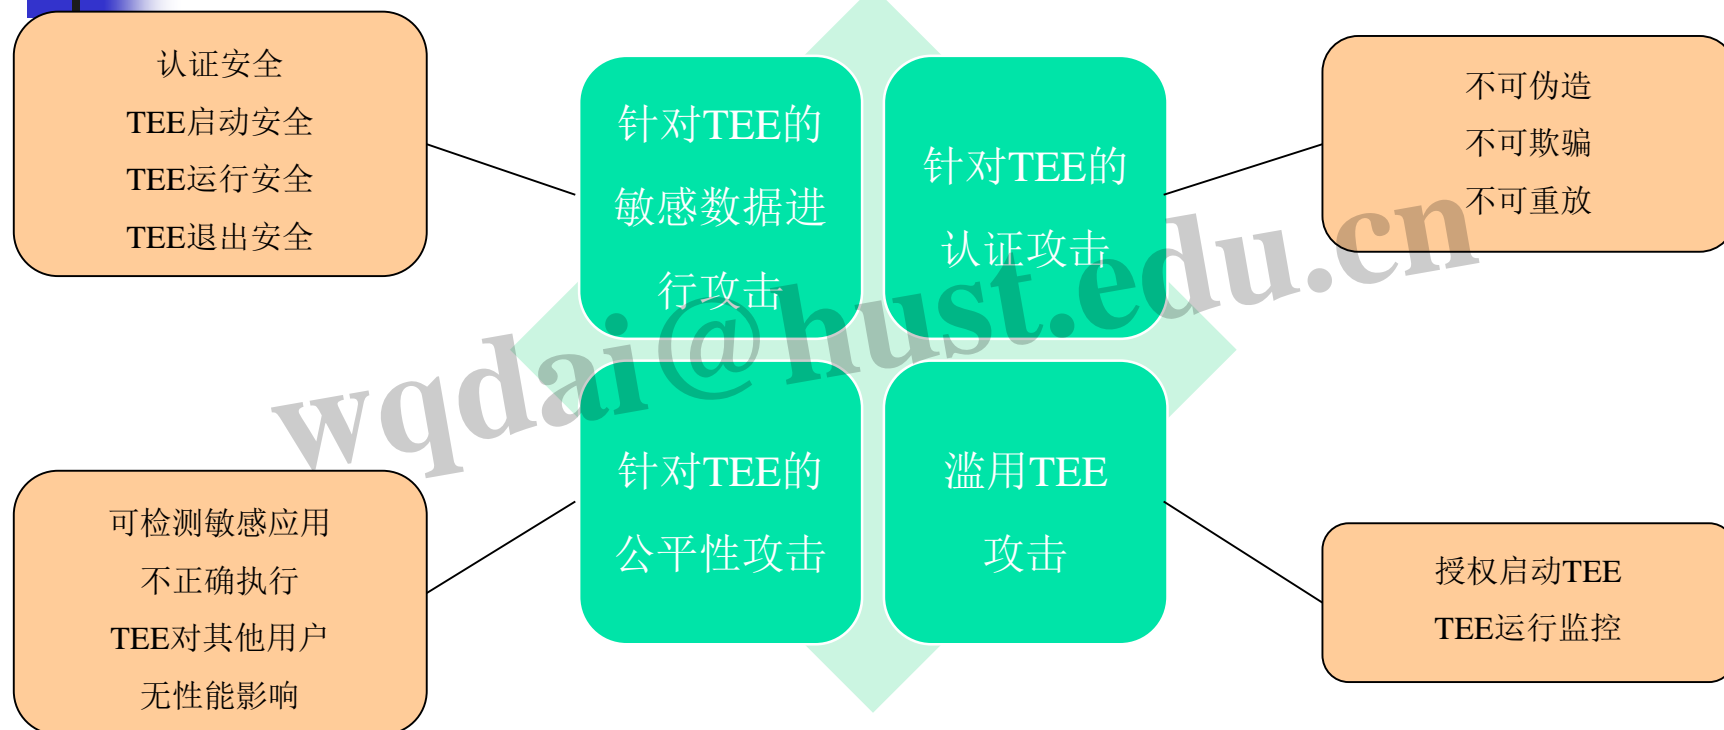 认证安全
TEE启动安全
TEE运行安全
TEE退出安全
针对TEE的
敏感数据进
行攻击
针对TEE的
认证攻击
不可伪造
不可欺骗
不可重放
wqdai@hust.edu.cn
可检测敏感应用
不正确执行
TEE对其他用户
无性能影响
针对TEE的
公平性攻击
滥用TEE
攻击
授权启动TEE
TEE运行监控